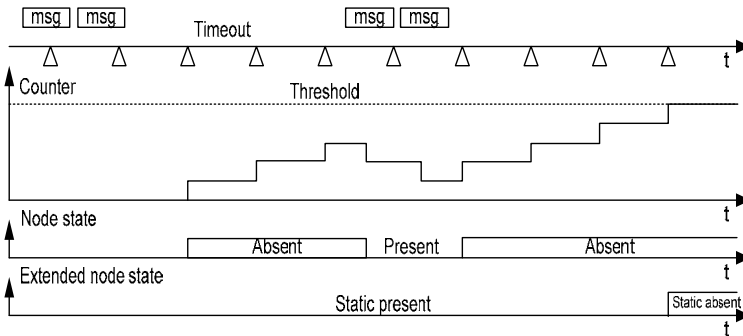 msg msg msg msg
Timeout
t
Counter
Threshold
t
Node state
Absent Present Absent
t
Extended node state
Static present Static absent
t